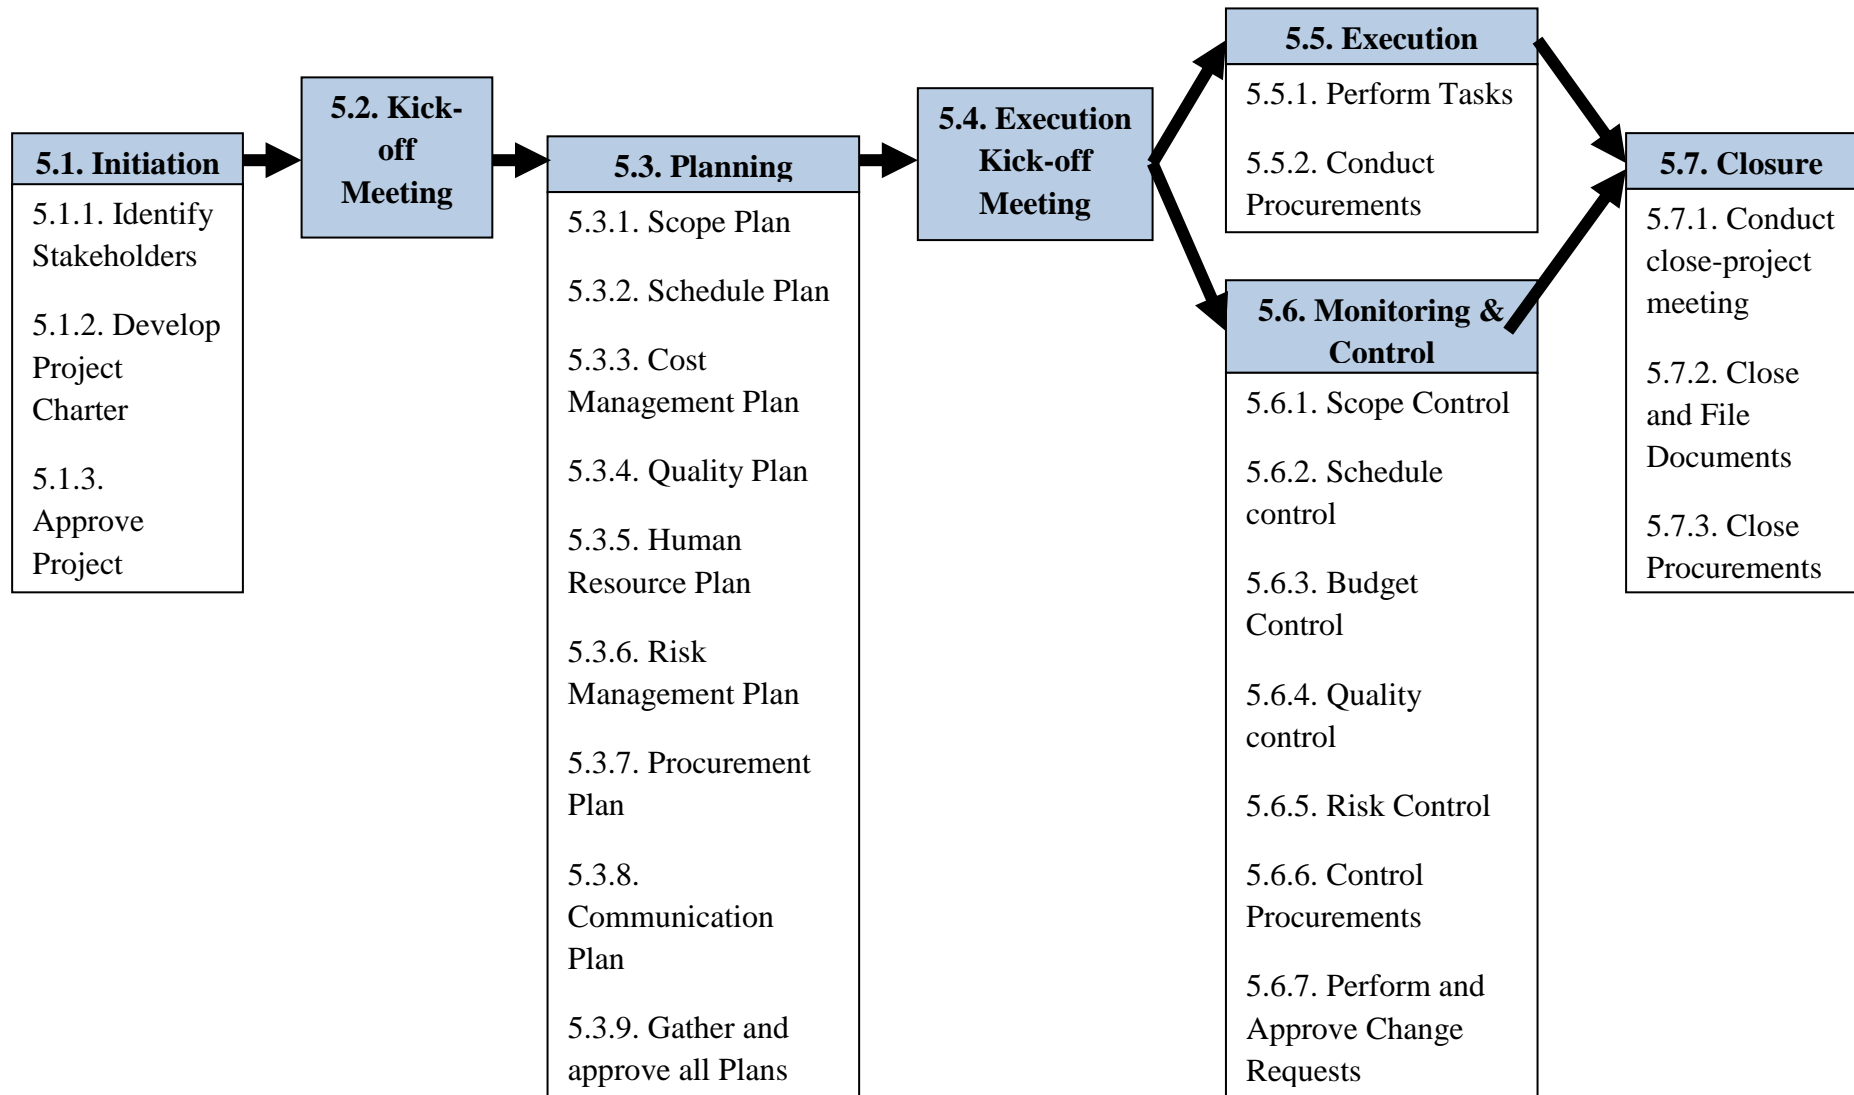 5.1. Initiation
5.1.1. Identify
Stakeholders
5.1.2. Develop
Project
Charter
5.1.3.
Approve
Project
5.2. Kick-
off
Meeting
5.3. Planning
5.3.1. Scope Plan
5.3.2. Schedule Plan
5.3.3. Cost
Management Plan
5.3.4. Quality Plan
5.3.5. Human
Resource Plan
5.3.6. Risk
Management Plan
5.3.7. Procurement
Plan
5.3.8.
Communication
Plan
5.3.9. Gather and
approve all Plans
5.4. Execution
Kick-off
Meeting
5.5. Execution
5.5.1. Perform Tasks
5.5.2. Conduct
Procurements
5.6. Monitoring &
Control
5.6.1. Scope Control
5.6.2. Schedule
control
5.6.3. Budget
Control
5.6.4. Quality
control
5.6.5. Risk Control
5.6.6. Control
Procurements
5.6.7. Perform and
Approve Change
Requests
5.7. Closure
5.7.1. Conduct
close-project
meeting
5.7.2. Close
and File
Documents
5.7.3. Close
Procurements